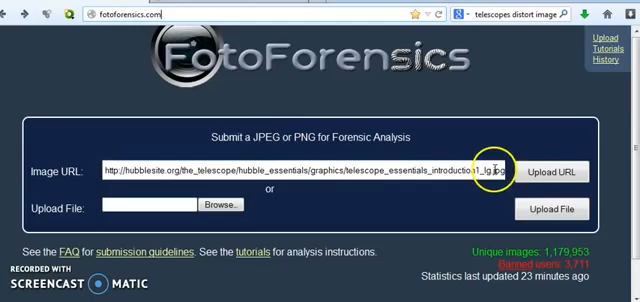 fotoforensics.com
telescopes distort image
FotoForensics
Upload
Tutorials
History
Submit a JPEG or PNG for Forensic Analysis
Image URL:
http://hubblesite.org/the_telescope/hubble_essentials/graphics/telescope_essentials_introduction1_lg.jpg
Upload URL
or
Upload File:
Browse...
Upload File
See the FAQ for submission guidelines. See the tutorials for analysis instructions.
Unique images: 1,179,953
Banned users: 3,711
Statistics last updated 23 minutes ago
RECORDED WITH
SCREENCAST MATIC